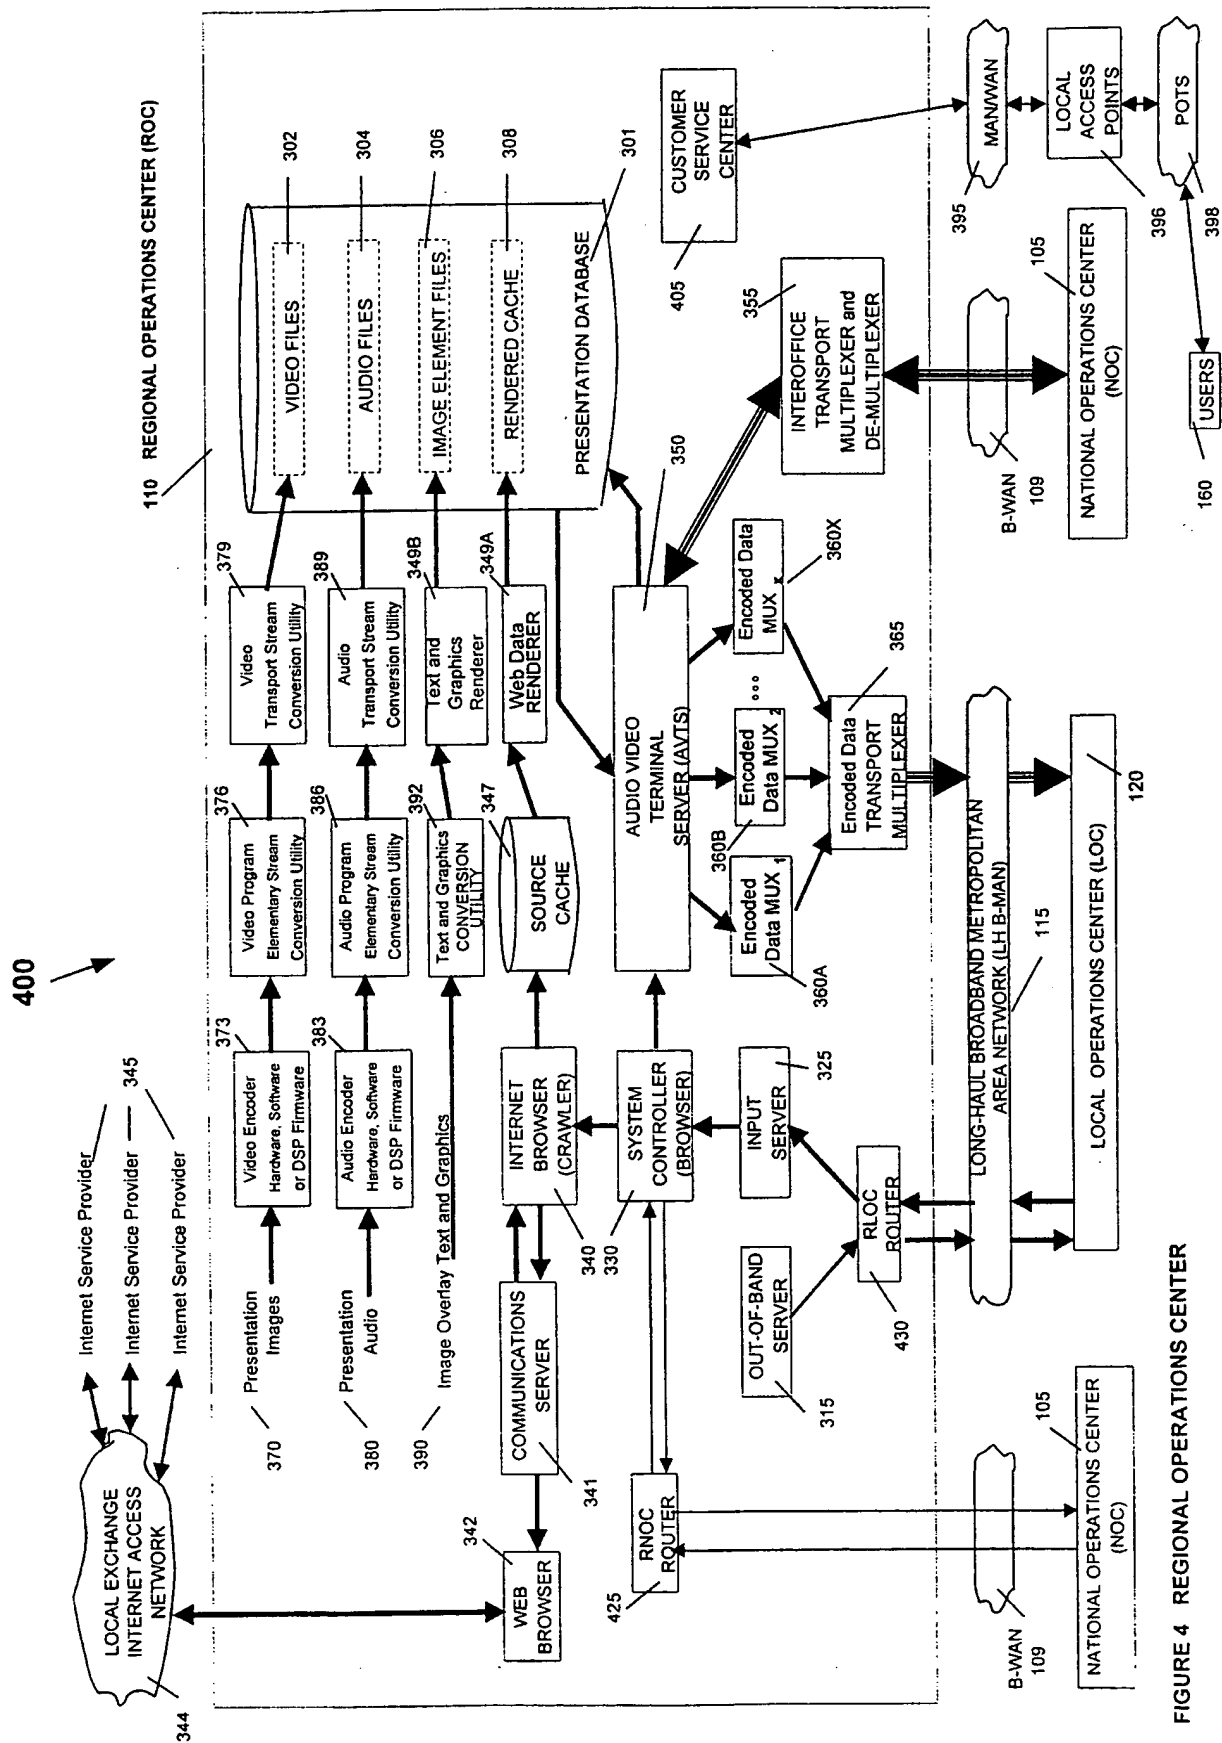 400
110 REGIONAL OPERATIONS CENTER (ROC)
LOCAL EXCHANGE
INTERNET ACCESS
NETWORK
344
Internet Service Provider
Internet Service Provider
Internet Service Provider
345
370
Presentation
Images
373
Video Encoder
Hardware, Software
or DSP Firmware
376
Video Program
Elementary Stream
Conversion Utility
379
Video
Transport Stream
Conversion Utility
VIDEO FILES
302
380
Presentation
Audio
383
Audio Encoder
Hardware, Software
or DSP Firmware
386
Audio Program
Elementary Stream
Conversion Utility
389
Audio
Transport Stream
Conversion Utility
AUDIO FILES
304
390
Image Overlay Text and Graphics
392
Text and Graphics
CONVERSION
UTILITY
349B
Text and
Graphics
Renderer
IMAGE ELEMENT FILES
306
342
WEB
BROWSER
COMMUNICATIONS
SERVER
341
INTERNET
BROWSER
(CRAWLER)
340
347
SOURCE
CACHE
349A
Web Data
RENDERER
RENDERED CACHE
308
PRESENTATION DATABASE
301
RNOC
ROUTER
425
330
SYSTEM
CONTROLLER
(BROWSER)
AUDIO VIDEO
TERMINAL
SERVER (AVTS)
350
CUSTOMER
SERVICE
CENTER
405
OUT-OF-BAND
SERVER
315
INPUT
SERVER
325
Encoded
Data MUX 1
360A
Encoded
Data MUX 2
360B
°°°
Encoded Data
MUX x
360X
355
INTEROFFICE
TRANSPORT
MULTIPLEXER and
DE-MULTIPLEXER
RLOC
ROUTER
430
Encoded Data
TRANSPORT
MULTIPLEXER
365
B-WAN
109
LONG-HAUL BROADBAND METROPOLITAN
AREA NETWORK (LH B-MAN)
115
B-WAN
109
395
MAN/WAN
NATIONAL OPERATIONS CENTER
(NOC)
105
LOCAL OPERATIONS CENTER (LOC)
120
NATIONAL OPERATIONS CENTER
(NOC)
105
LOCAL
ACCESS
POINTS
396
POTS
398
160
USERS
FIGURE 4 REGIONAL OPERATIONS CENTER